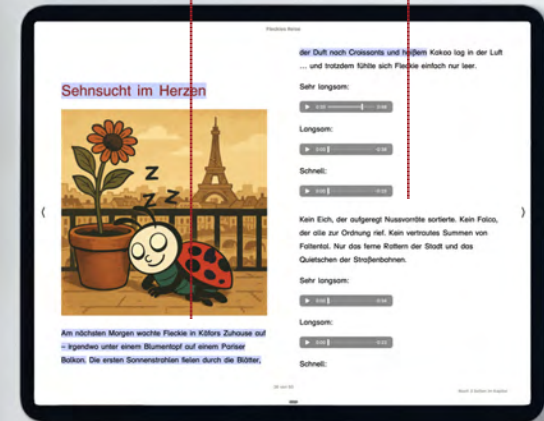 Fleckies Reise
Sehnsucht im Herzen
Z
Z
Z
Am nächsten Morgen wachte Fleckie in Käfors Zuhause auf
– irgendwo unter einem Blumentopf auf einem Pariser
Balkon. Die ersten Sonnenstrahlen fielen durch die Blätter,
der Duft nach Croissants und heißem Kakao lag in der Luft
... und trotzdem fühlte sich Fleckie einfach nur leer.
Sehr langsam:
Langsam:
Schnell:
Kein Eich, der aufgeregt Nussvorräte sortierte. Kein Falco,
der alle zur Ordnung rief. Kein vertrautes Summen von
Faltental. Nur das ferne Rattern der Stadt und das
Quietschen der Straßenbahnen.
Sehr langsam:
Langsam:
Schnell: